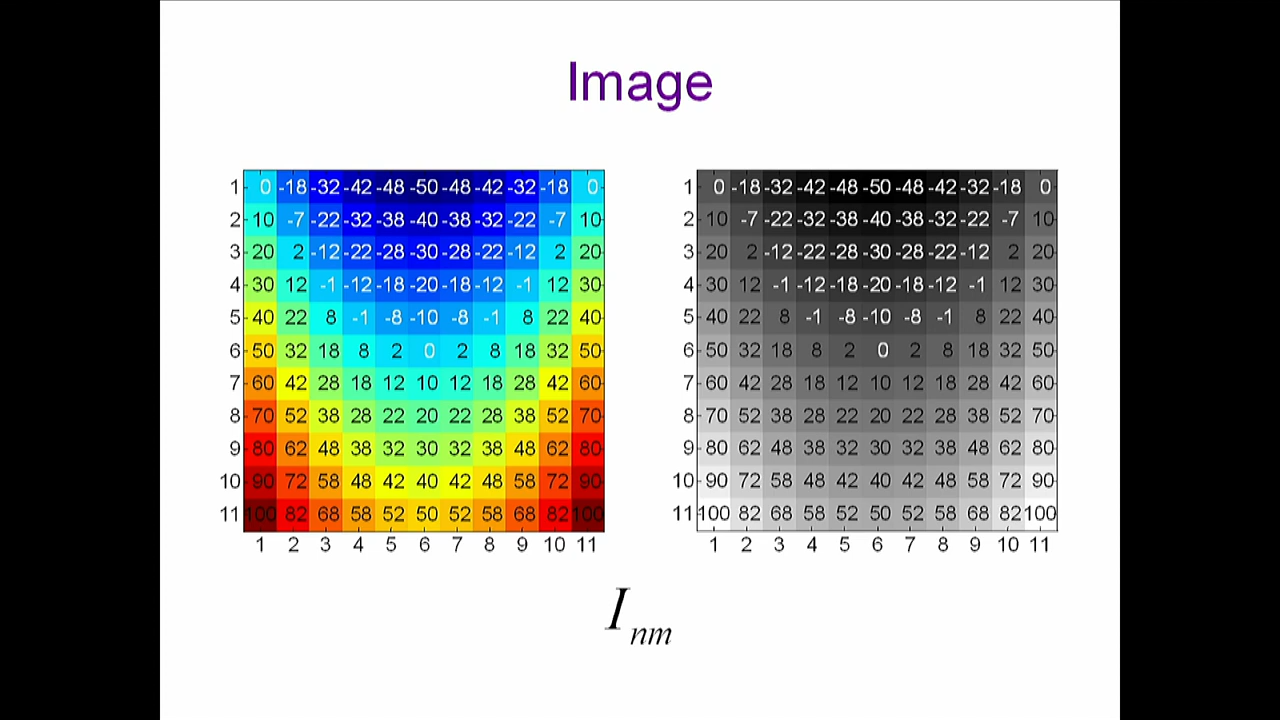 Image
1 0 -18 -32 -42 -48 -50 -48 -42 -32 -18 0 1 0 -18 -32 -42 -48 -50 -48 -42 -32 -18 0
2 10 -7 -22 -32 -38 -40 -38 -32 -22 -7 10 2 10 -7 -22 -32 -38 -40 -38 -32 -22 -7 10
3 20 2 -12 -22 -28 -30 -28 -22 -12 2 20 3 20 2 -12 -22 -28 -30 -28 -22 -12 2 20
4 30 12 -1 -12 -18 -20 -18 -12 -1 12 30 4 30 12 -1 -12 -18 -20 -18 -12 -1 12 30
5 40 22 8 -1 -8 -10 -8 -1 8 22 40 5 40 22 8 -1 -8 -10 -8 -1 8 22 40
6 50 32 18 8 2 0 2 8 18 32 50 6 50 32 18 8 2 0 2 8 18 32 50
7 60 42 28 18 12 10 12 18 28 42 60 7 60 42 28 18 12 10 12 18 28 42 60
8 70 52 38 28 22 20 22 28 38 52 70 8 70 52 38 28 22 20 22 28 38 52 70
9 80 62 48 38 32 30 32 38 48 62 80 9 80 62 48 38 32 30 32 38 48 62 80
10 90 72 58 48 42 40 42 48 58 72 90 10 90 72 58 48 42 40 42 48 58 72 90
11 100 82 68 58 52 50 52 58 68 82 100 11 100 82 68 58 52 50 52 58 68 82 100
1 2 3 4 5 6 7 8 9 10 11 1 2 3 4 5 6 7 8 9 10 11
I nm